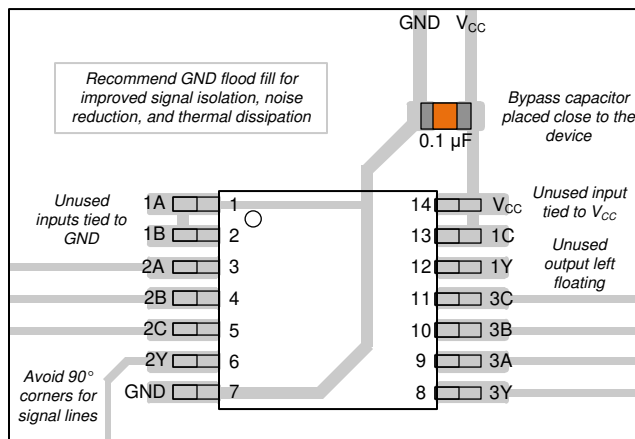 GND VCC
Recommend GND flood fill for
improved signal isolation, noise
reduction, and thermal dissipation
Bypass capacitor
placed close to the
device
0.1 µF
Unused
inputs tied to
GND
1A 1 14 VCC
1B 2 13 1C
2A 3 12 1Y
2B 4 11 3C
2C 5 10 3B
2Y 6 9 3A
GND 7 8 3Y
Unused input
tied to VCC
Unused
output left
floating
Avoid 90°
corners for
signal lines